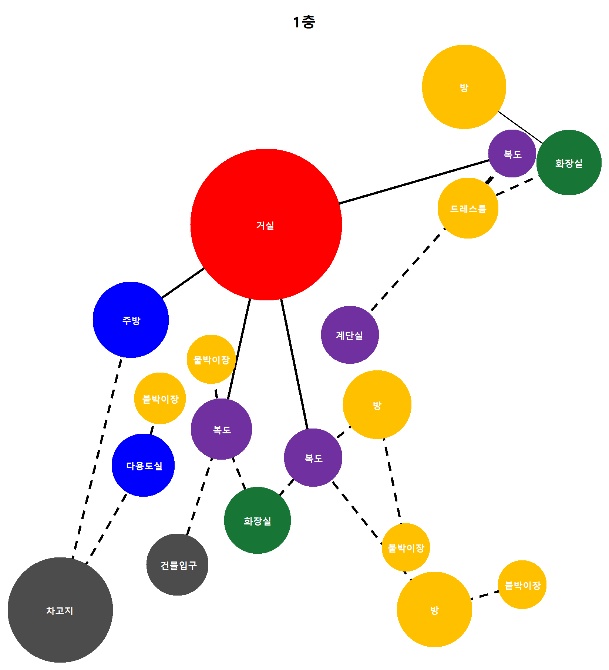 1층
방
복도
화장실
드레스룸
거실
주방
계단실
붙박이장
붙박이장
방
복도
복도
다용도실
화장실
건물입구
붙박이장
차고지
방
붙박이장